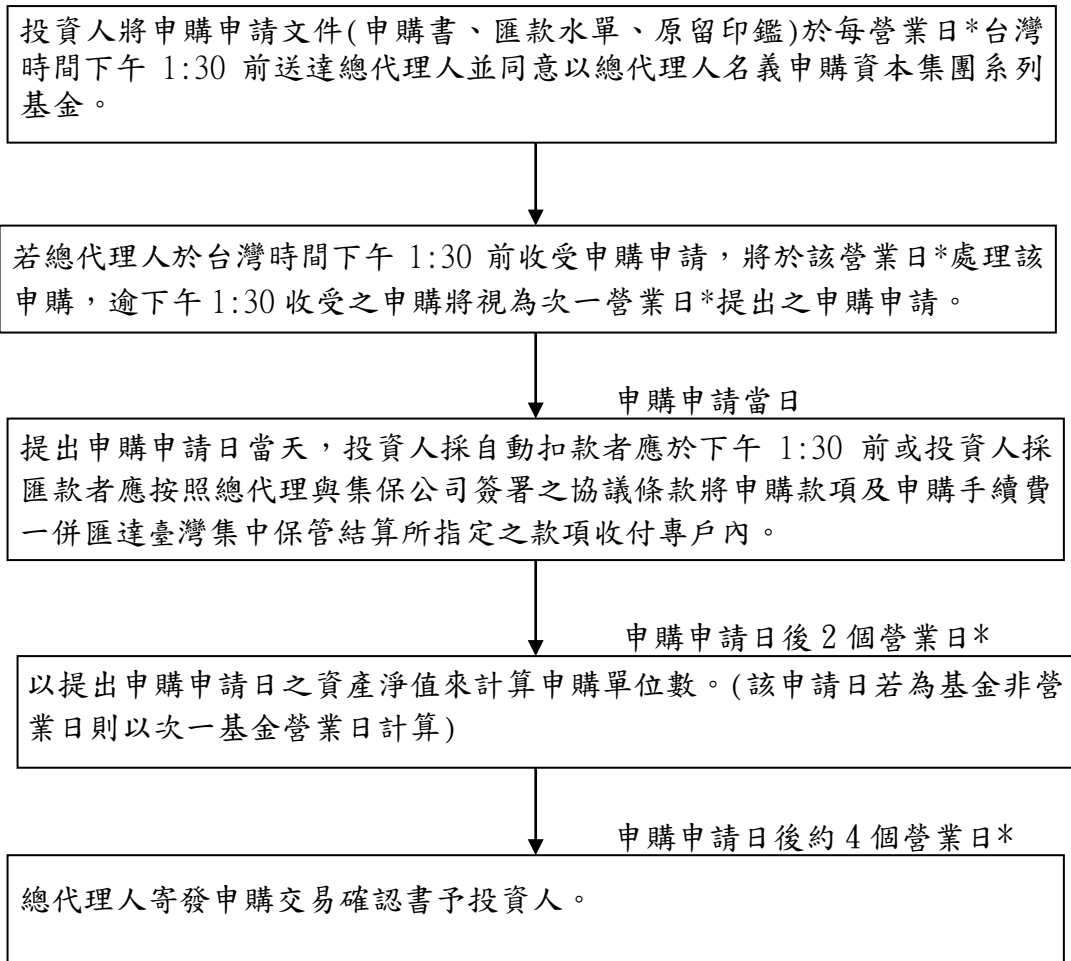 投資人將申購申請文件(申購書、匯款水單、原留印鑑)於每營業日*台灣
時間下午 1:30 前送達總代理人並同意以總代理人名義申購資本集團系列
基金。
若總代理人於台灣時間下午 1:30 前收受申購申請，將於該營業日*處理該
申購，逾下午 1:30 收受之申購將視為次一營業日*提出之申購申請。
申購申請當日
提出申購申請日當天，投資人採自動扣款者應於下午 1:30 前或投資人採
匯款者應按照總代理與集保公司簽署之協議條款將申購款項及申購手續費
一併匯達臺灣集中保管結算所指定之款項收付專戶內。
申購申請日後 2 個營業日*
以提出申購申請日之資產淨值來計算申購單位數。(該申請日若為基金非營
業日則以次一基金營業日計算)
申購申請日後約 4 個營業日*
總代理人寄發申購交易確認書予投資人。